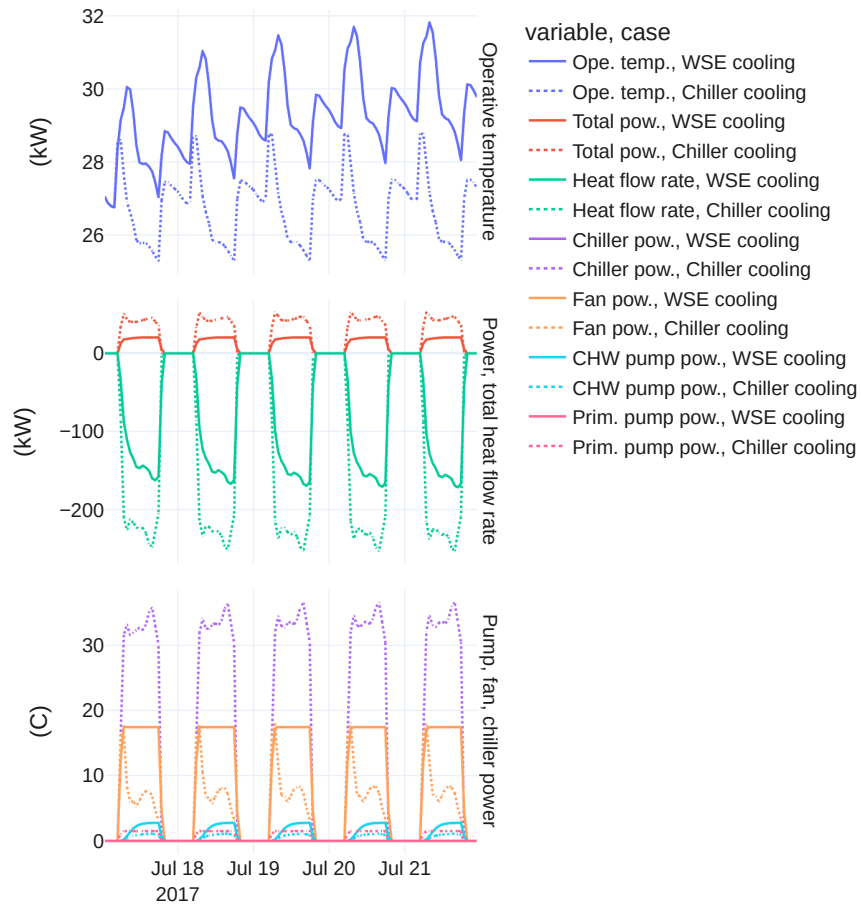 32
30
28
26
(kW)
Operative temperature
0
−100
−200
(kW)
Power, total heat flow rate
30
20
10
0
(C)
Pump, fan, chiller power
Jul 18
2017
Jul 19
Jul 20
Jul 21
variable, case
Ope. temp., WSE cooling
Ope. temp., Chiller cooling
Total pow., WSE cooling
Total pow., Chiller cooling
Heat flow rate, WSE cooling
Heat flow rate, Chiller cooling
Chiller pow., WSE cooling
Chiller pow., Chiller cooling
Fan pow., WSE cooling
Fan pow., Chiller cooling
CHW pump pow., WSE cooling
CHW pump pow., Chiller cooling
Prim. pump pow., WSE cooling
Prim. pump pow., Chiller cooling